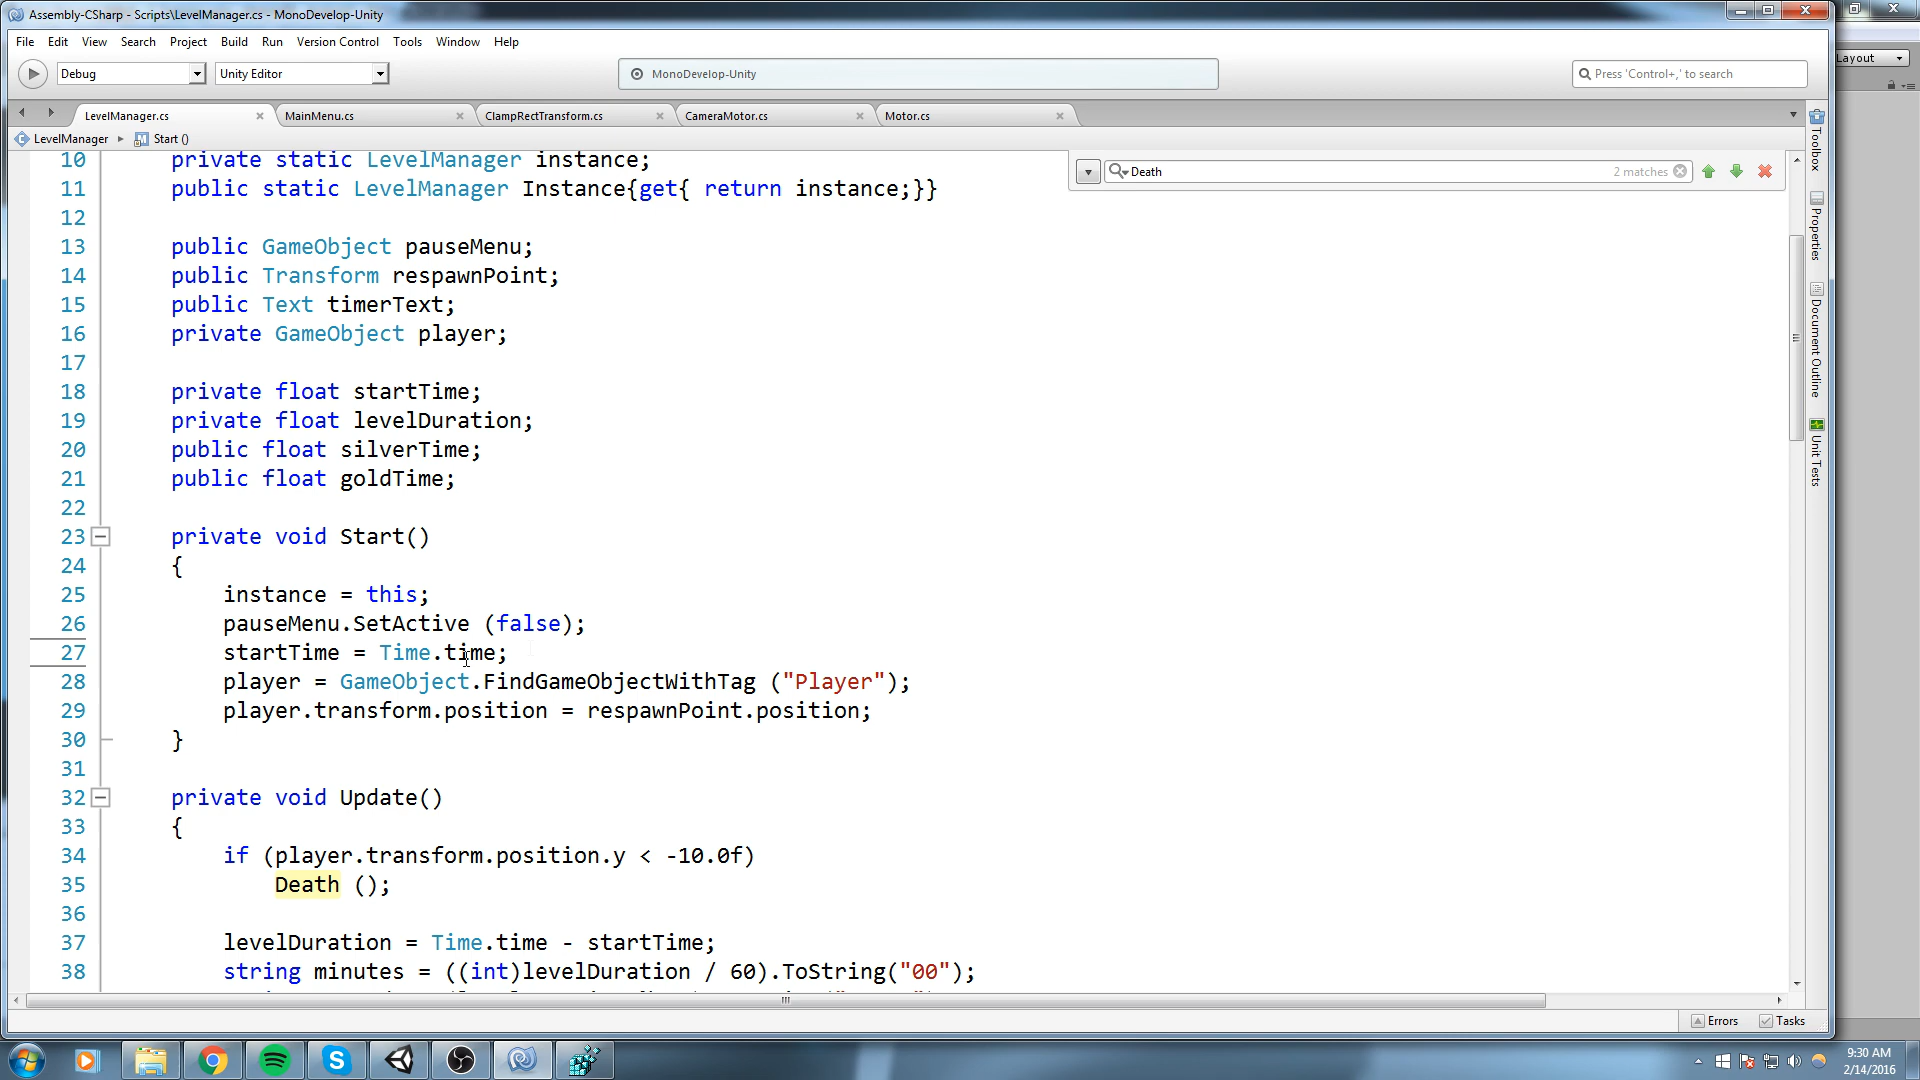 Assembly-CSharp - Scripts\LevelManager.cs - MonoDevelop-Unity
File Edit View Search Project Build Run Version Control Tools Window Help
Layout
Debug Unity Editor MonoDevelop-Unity Press 'Control+,' to search
LevelManager.cs MainMenu.cs ClampRectTransform.cs CameraMotor.cs Motor.cs
LevelManager Start ()
Death 2 matches
10 private static LevelManager instance;
11 public static LevelManager Instance{get{ return instance;}}
12
13 public GameObject pauseMenu;
14 public Transform respawnPoint;
15 public Text timerText;
16 private GameObject player;
17
18 private float startTime;
19 private float levelDuration;
20 public float silverTime;
21 public float goldTime;
22
23 private void Start()
24 {
25 instance = this;
26 pauseMenu.SetActive (false);
27 startTime = Time.time;
28 player = GameObject.FindGameObjectWithTag ("Player");
29 player.transform.position = respawnPoint.position;
30 }
31
32 private void Update()
33 {
34 if (player.transform.position.y < -10.0f)
35 Death ();
36
37 levelDuration = Time.time - startTime;
38 string minutes = ((int)levelDuration / 60).ToString("00");
Toolbox
Properties
Document Outline
Unit Tests
Errors Tasks
9:30 AM
2/14/2016